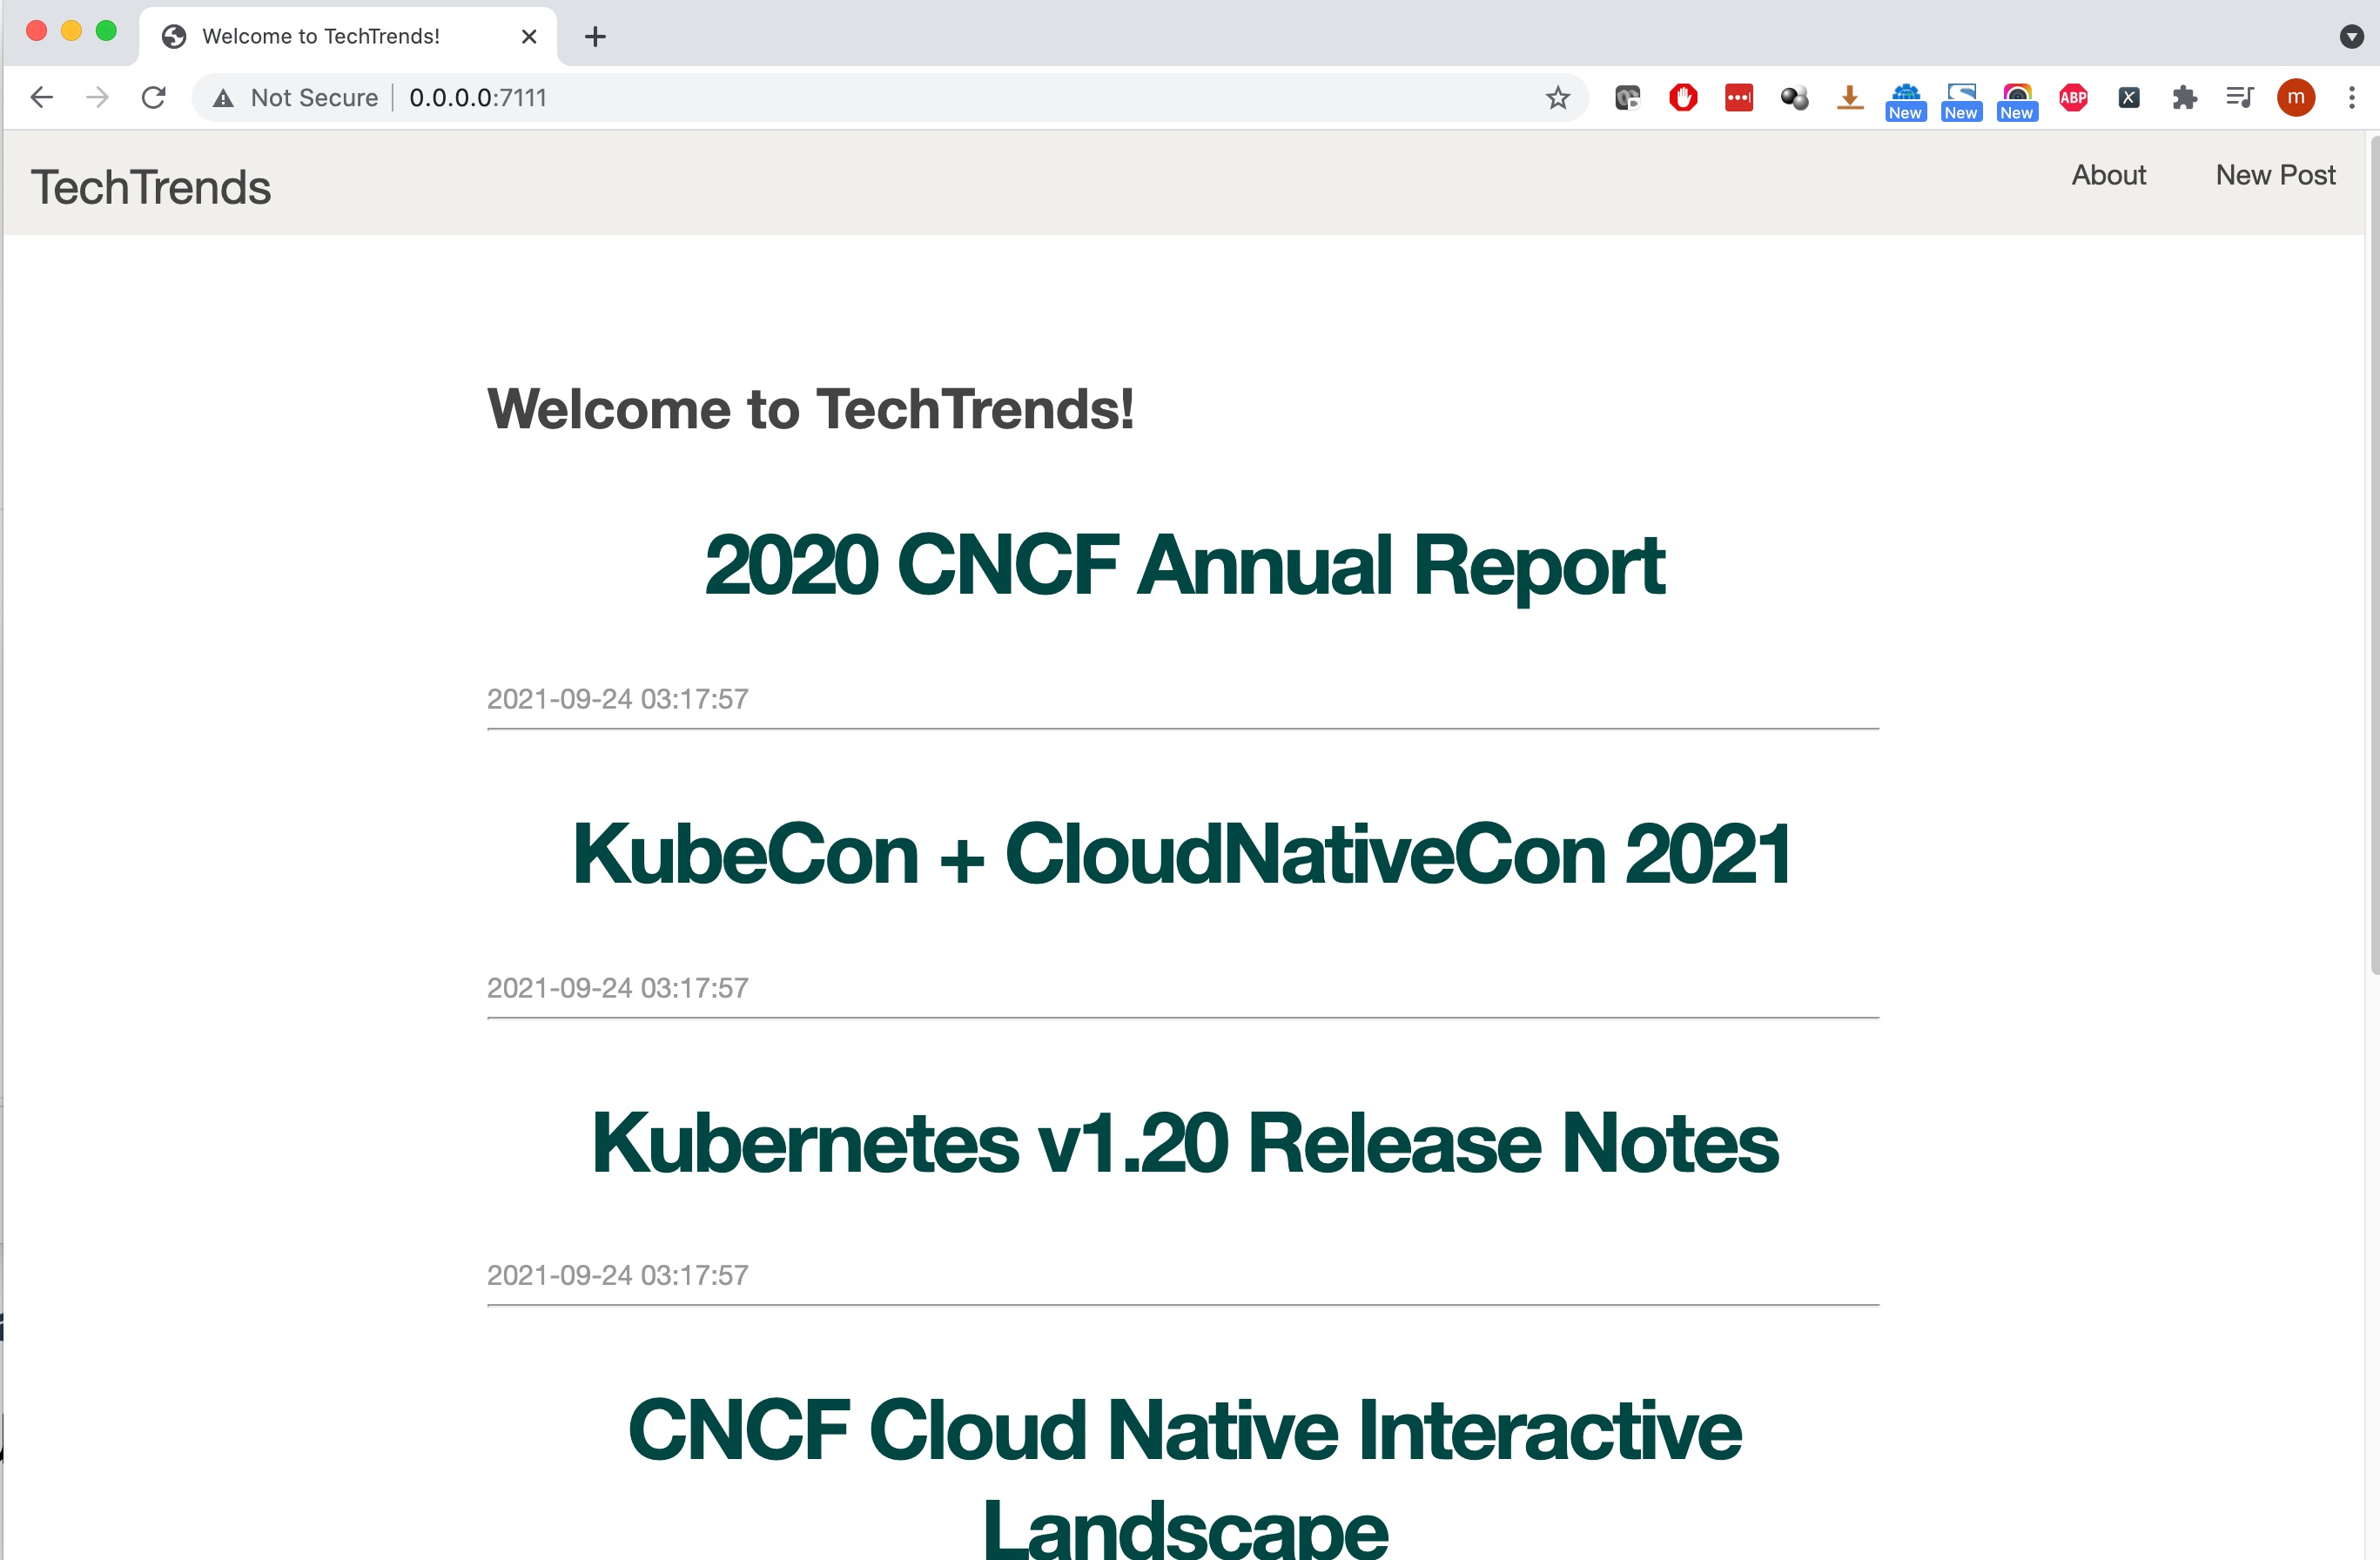 Welcome to TechTrends!
Not Secure 0.0.0.0:7111
New New New ABP X m
TechTrends About New Post
Welcome to TechTrends!
2020 CNCF Annual Report
2021-09-24 03:17:57
KubeCon + CloudNativeCon 2021
2021-09-24 03:17:57
Kubernetes v1.20 Release Notes
2021-09-24 03:17:57
CNCF Cloud Native Interactive
Landscape